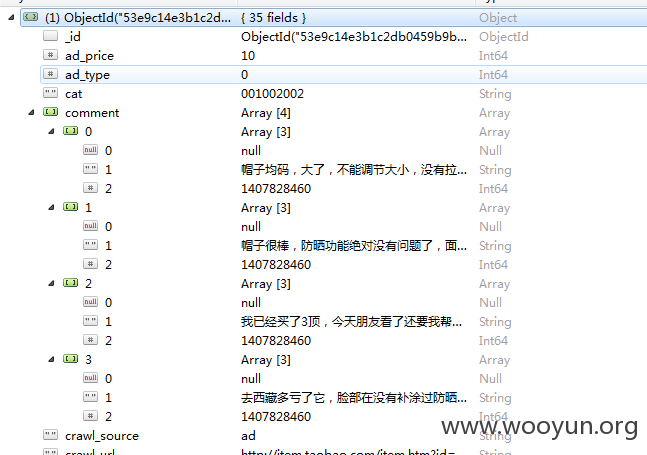 (1) ObjectId("53e9c14e3b1c2d... { 35 fields } Object
_id ObjectId("53e9c14e3b1c2db0459b9b... ObjectId
# ad_price 10 Int64
# ad_type 0 Int64
" " cat 001002002 String
comment Array [4] Array
0 Array [3] Array
null 0 null Null
" " 1 帽子均码，大了，不能调节大小，没有拉... String
# 2 1407828460 Int64
1 Array [3] Array
null 0 null Null
" " 1 帽子很棒，防晒功能绝对没有问题了，面... String
# 2 1407828460 Int64
2 Array [3] Array
null 0 null Null
" " 1 我已经买了3顶，今天朋友看了还要我帮... String
# 2 1407828460 Int64
3 Array [3] Array
null 0 null Null
" " 1 去西藏多亏了它，脸部在没有补涂过防晒... String
# 2 1407828460 Int64
www.wooyun.org
" " crawl_source ad String
crawl_url http://item.taobao.com/item.htm?id=